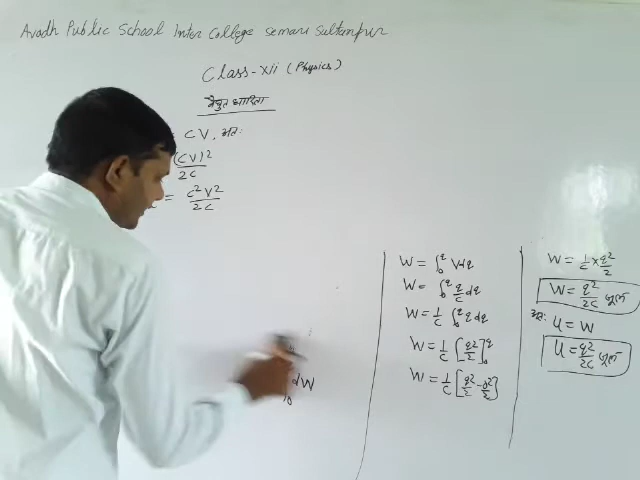 Avadh Public School Inter College Semari Sultanpur
Class-XII (Physics)
वैद्युत धारिता
= CV, अतः
(CV)²/2C
= C²V²/2C
dW
0
W = ∫₀^q Vdq
W = ∫₀^q q/C dq
W = 1/C ∫₀^q q dq
W = 1/C [q²/2]₀^q
W = 1/C [q²/2 - 0²/2]
W = 1/C × q²/2
W = q²/2C जूल
अतः U = W
U = q²/2C जूल